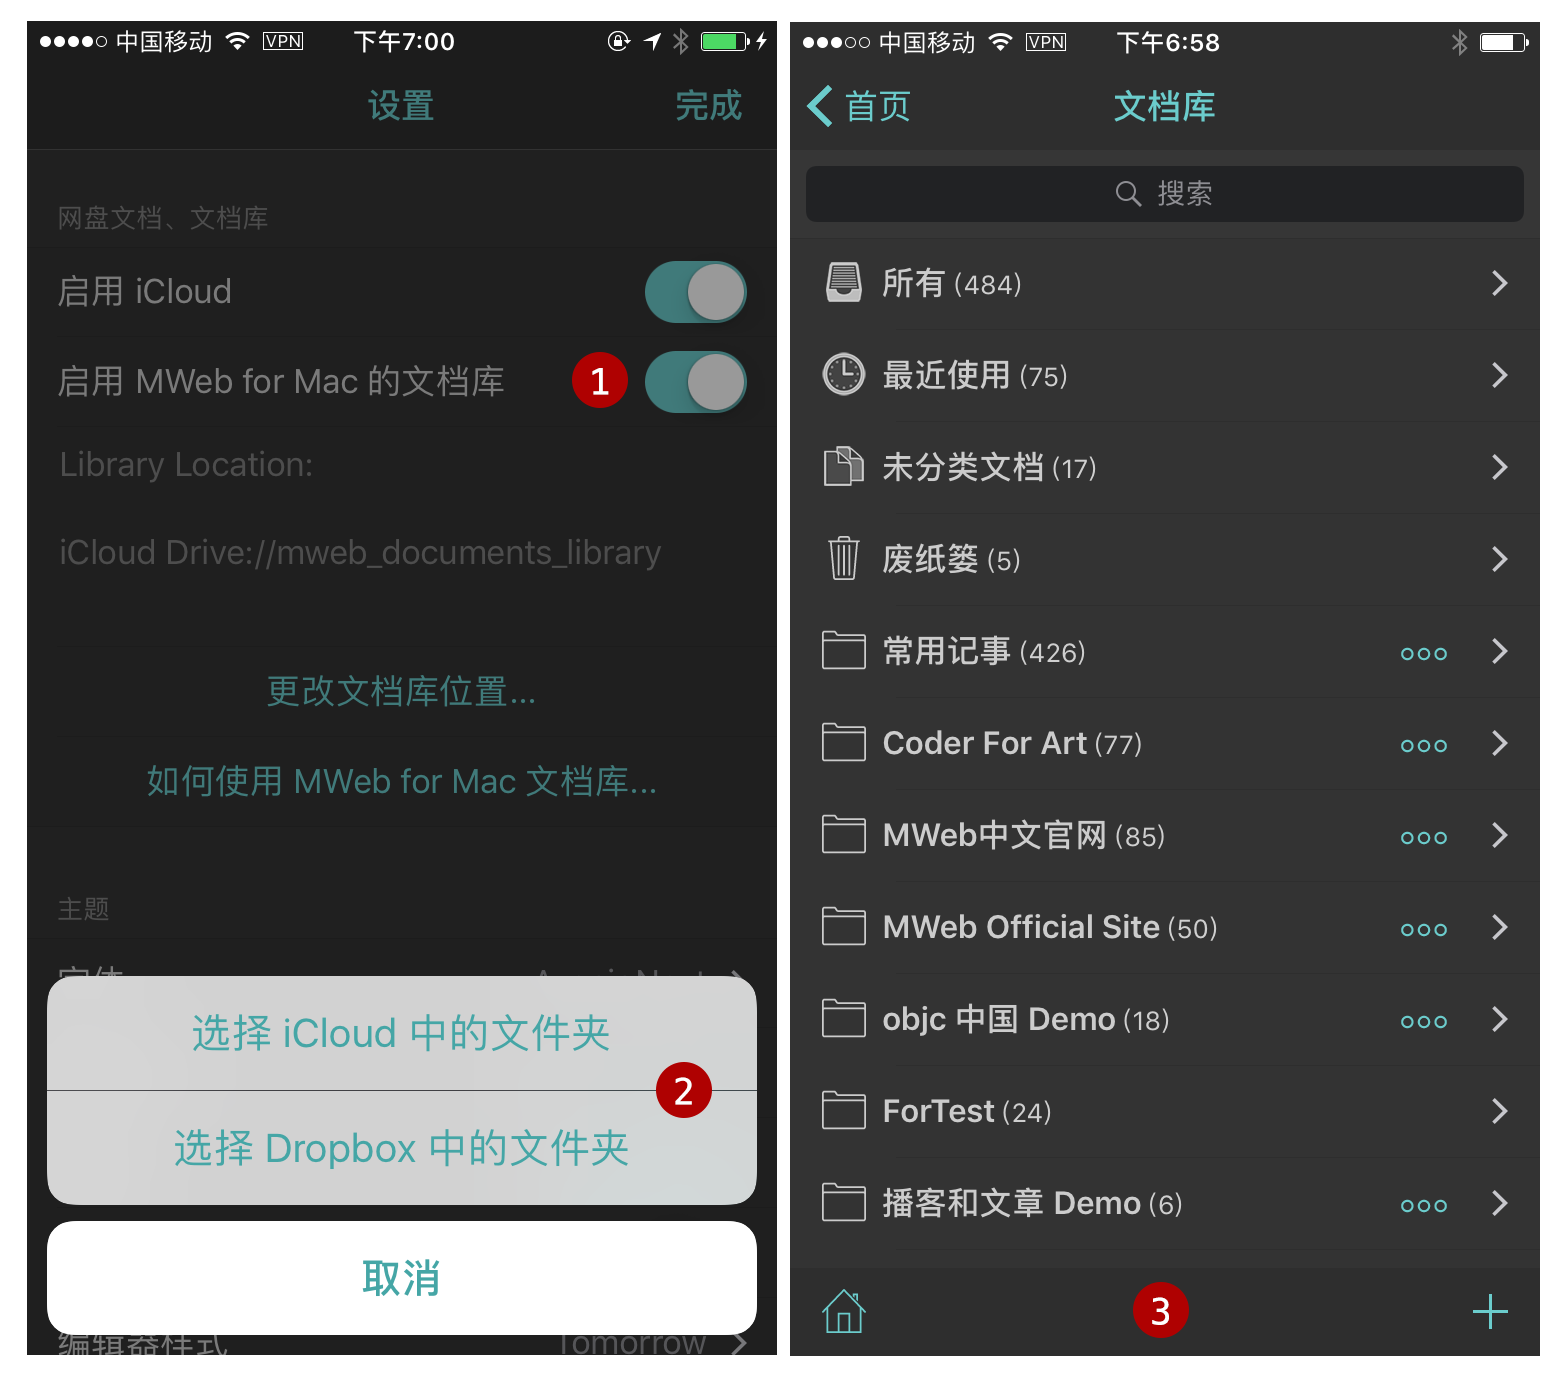 中国移动 VPN 下午7:00
设置 完成
网盘文档、文档库
启用 iCloud
启用 MWeb for Mac 的文档库 1
Library Location:
iCloud Drive://mweb_documents_library
更改文档库位置...
如何使用 MWeb for Mac 文档库...
主题
选择 iCloud 中的文件夹
2
选择 Dropbox 中的文件夹
取消
编辑器样式 Tomorrow
中国移动 VPN 下午6:58
首页 文档库
搜索
所有 (484)
最近使用 (75)
未分类文档 (17)
废纸篓 (5)
常用记事 (426)
Coder For Art (77)
MWeb中文官网 (85)
MWeb Official Site (50)
objc 中国 Demo (18)
ForTest (24)
播客和文章 Demo (6)
3